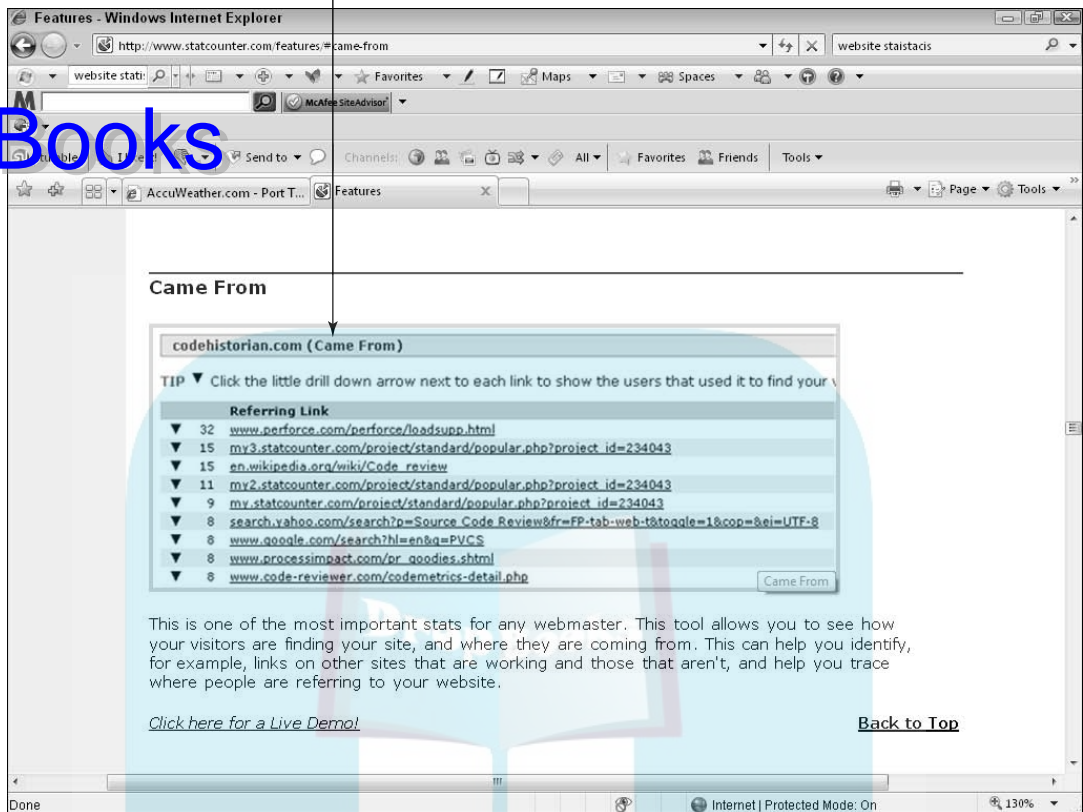 Features - Windows Internet Explorer
http://www.statcounter.com/features/#came-from
website staistacis
website statis
Favorites
Maps
Spaces
M
McAfee SiteAdvisor
Books
Send to
Channels:
All
Favorites
Friends
Tools
AccuWeather.com - Port T...
Features
Page
Tools
Came From
codehistorian.com (Came From)
TIP ▼ Click the little drill down arrow next to each link to show the users that used it to find your
Referring Link
▼ 32 www.perforce.com/perforce/loadsupp.html
▼ 15 my3.statcounter.com/project/standard/popular.php?project_id=234043
▼ 15 en.wikipedia.org/wiki/Code_review
▼ 11 my2.statcounter.com/project/standard/popular.php?project_id=234043
▼ 9 my.statcounter.com/project/standard/popular.php?project_id=234043
▼ 8 search.yahoo.com/search?p=Source Code Review&fr=FP-tab-web-t&toggle=1&cop=&ei=UTF-8
▼ 8 www.google.com/search?hl=en&q=PVCS
▼ 8 www.processimpact.com/pr_goodies.shtml
▼ 8 www.code-reviewer.com/codemetrics-detail.php
Came From
This is one of the most important stats for any webmaster. This tool allows you to see how
your visitors are finding your site, and where they are coming from. This can help you identify,
for example, links on other sites that are working and those that aren't, and help you trace
where people are referring to your website.
Click here for a Live Demo!
Back to Top
Done
Internet | Protected Mode: On
130%